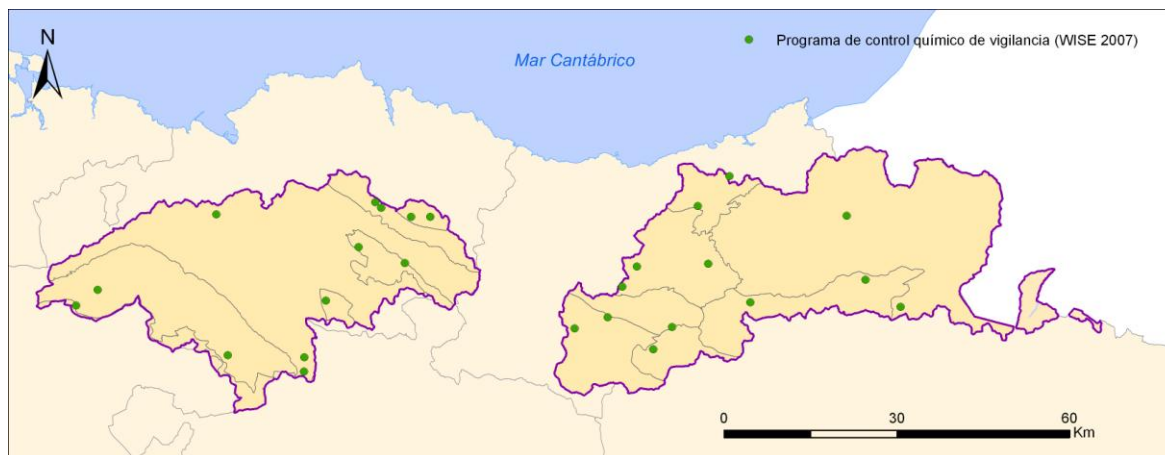 N
Programa de control químico de vigilancia (WISE 2007)
Mar Cantábrico
0 30 60
Km